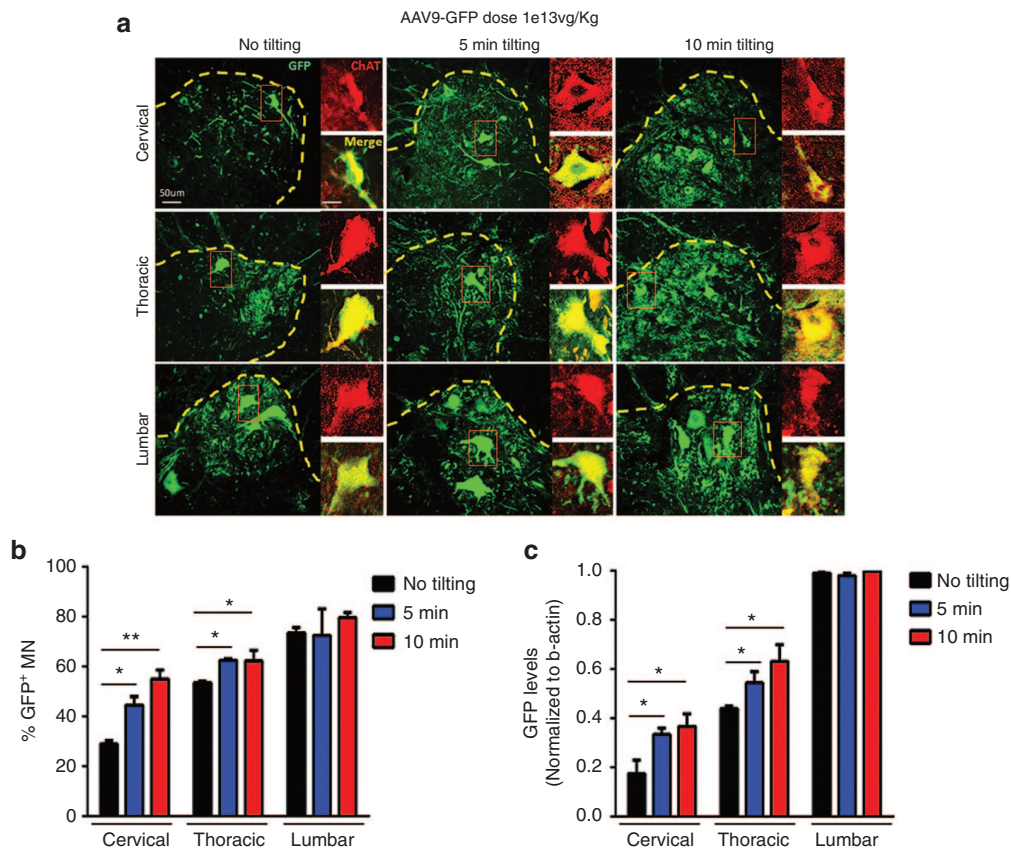 AAV9-GFP dose 1e13vg/Kg
a
No tilting 5 min tilting 10 min tilting
GFP ChAT
Merge
50um
Cervical
Thoracic
Lumbar
b
% GFP⁺ MN
100
80
60
40
20
0
* ** * *
Cervical Thoracic Lumbar
No tilting
5 min
10 min
c
GFP levels
(Normalized to b-actin)
1.0
0.8
0.6
0.4
0.2
0.0
* * * *
Cervical Thoracic Lumbar
No tilting
5 min
10 min